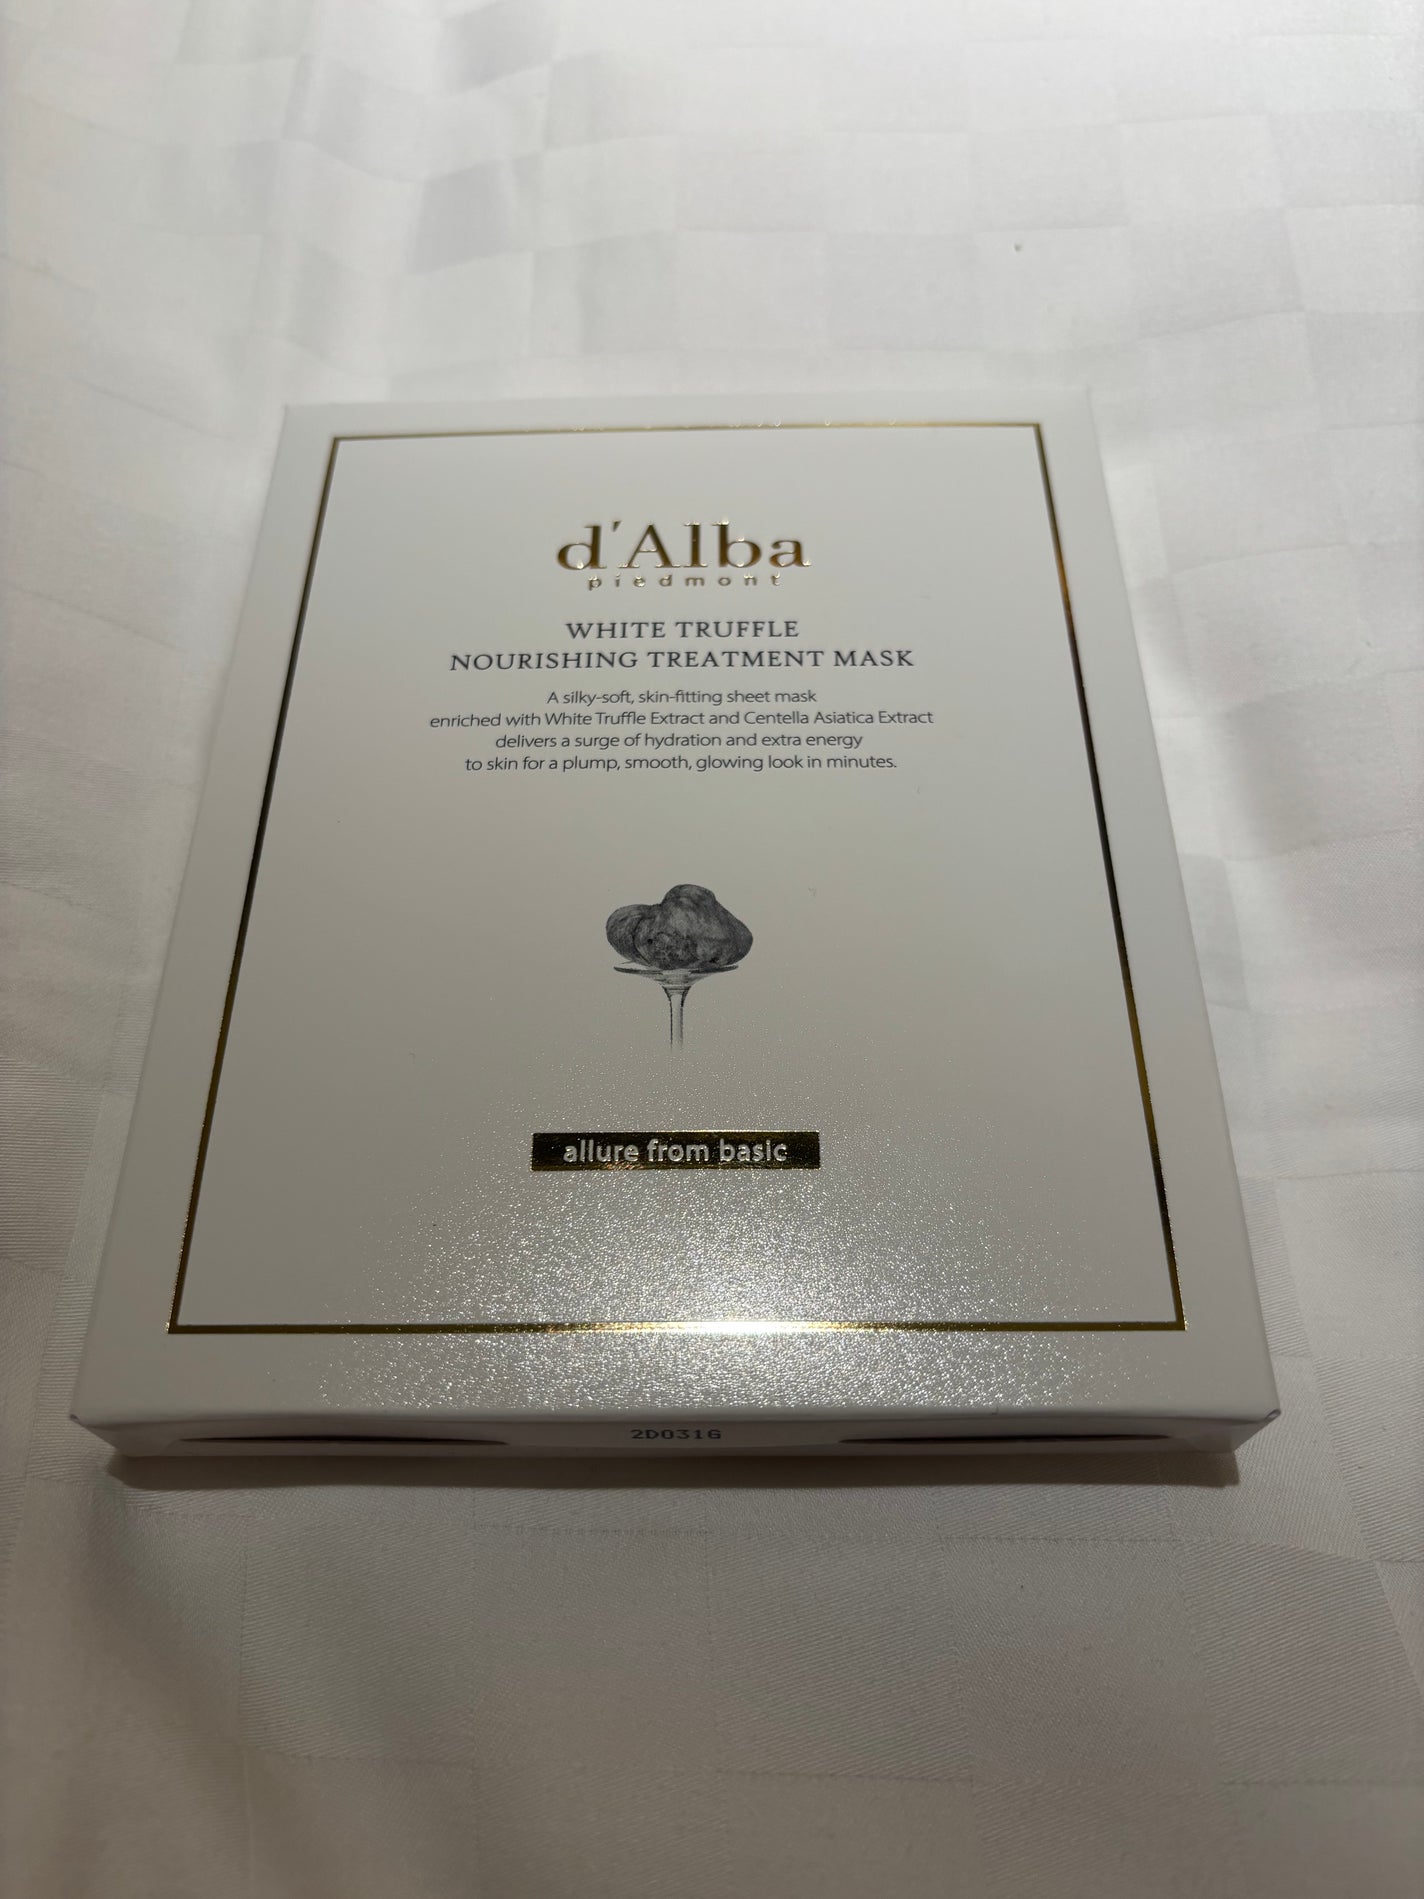 d'Alba
piedmont
WHITE TRUFFLE
NOURISHING TREATMENT MASK
A silky-soft, skin-fitting sheet mask
enriched with White Truffle Extract and Centella Asiatica Extract
delivers a surge of hydration and extra energy
to skin for a plump, smooth, glowing look in minutes.
allure from basic
2D031G